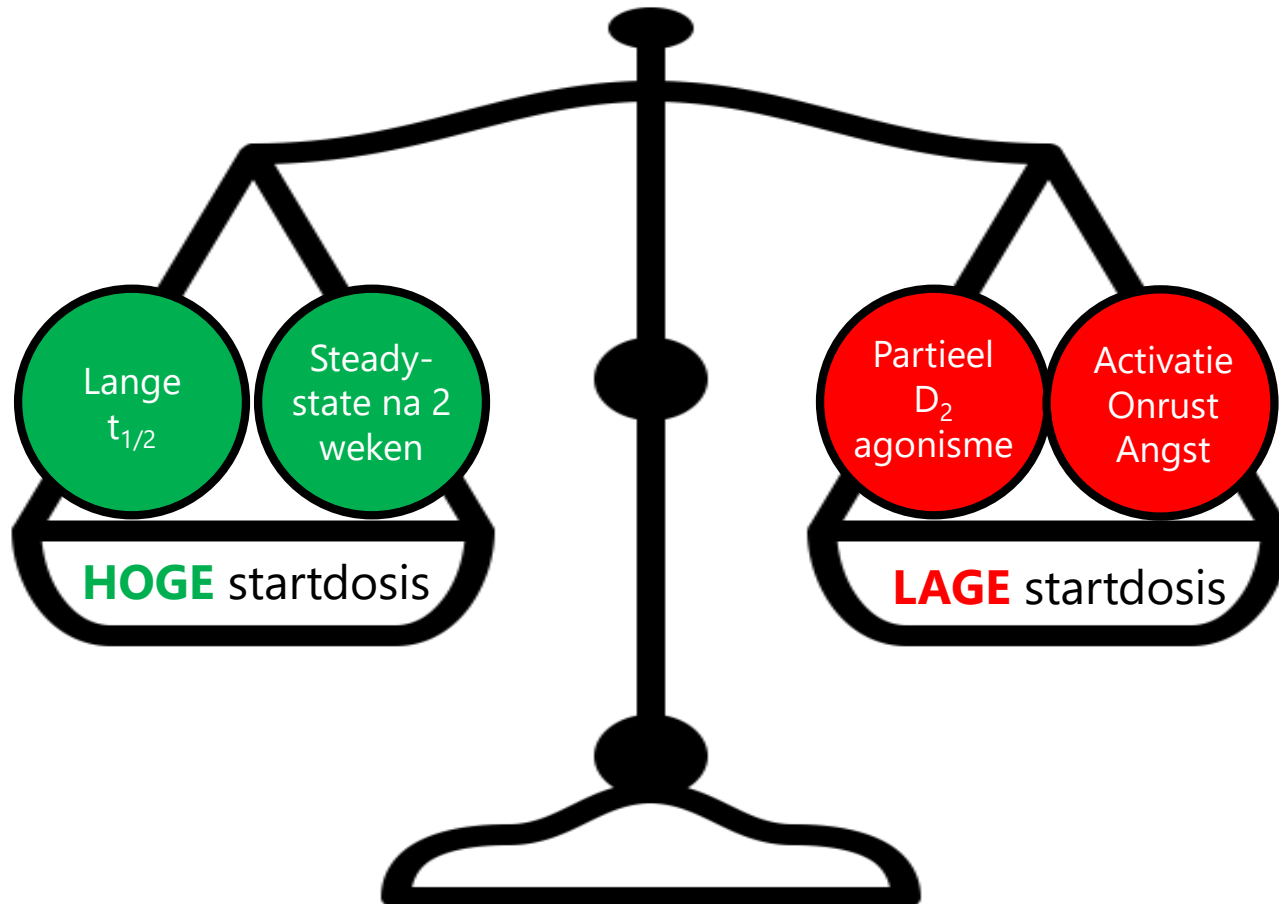 Lange
t1/2
Steady-
state na 2
weken
Partieel
D2
agonisme
Activatie
Onrust
Angst
HOGE startdosis
LAGE startdosis